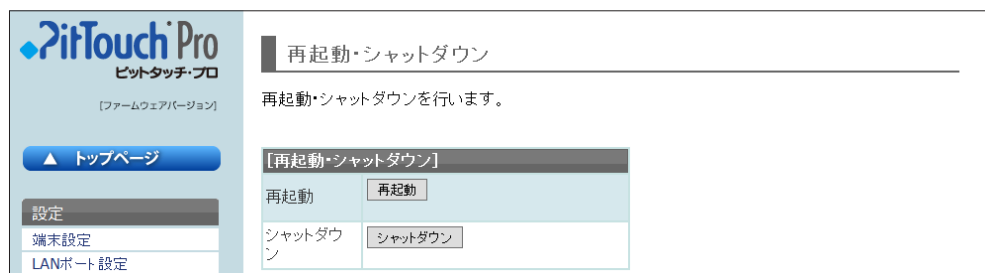 PitTouch Pro
ピットタッチ・プロ
[ファームウェアバージョン]
▲ トップページ
設定
端末設定
LANポート設定
再起動・シャットダウン
再起動・シャットダウンを行います。
[再起動・シャットダウン]
再起動
再起動
シャットダウ
ン
シャットダウン